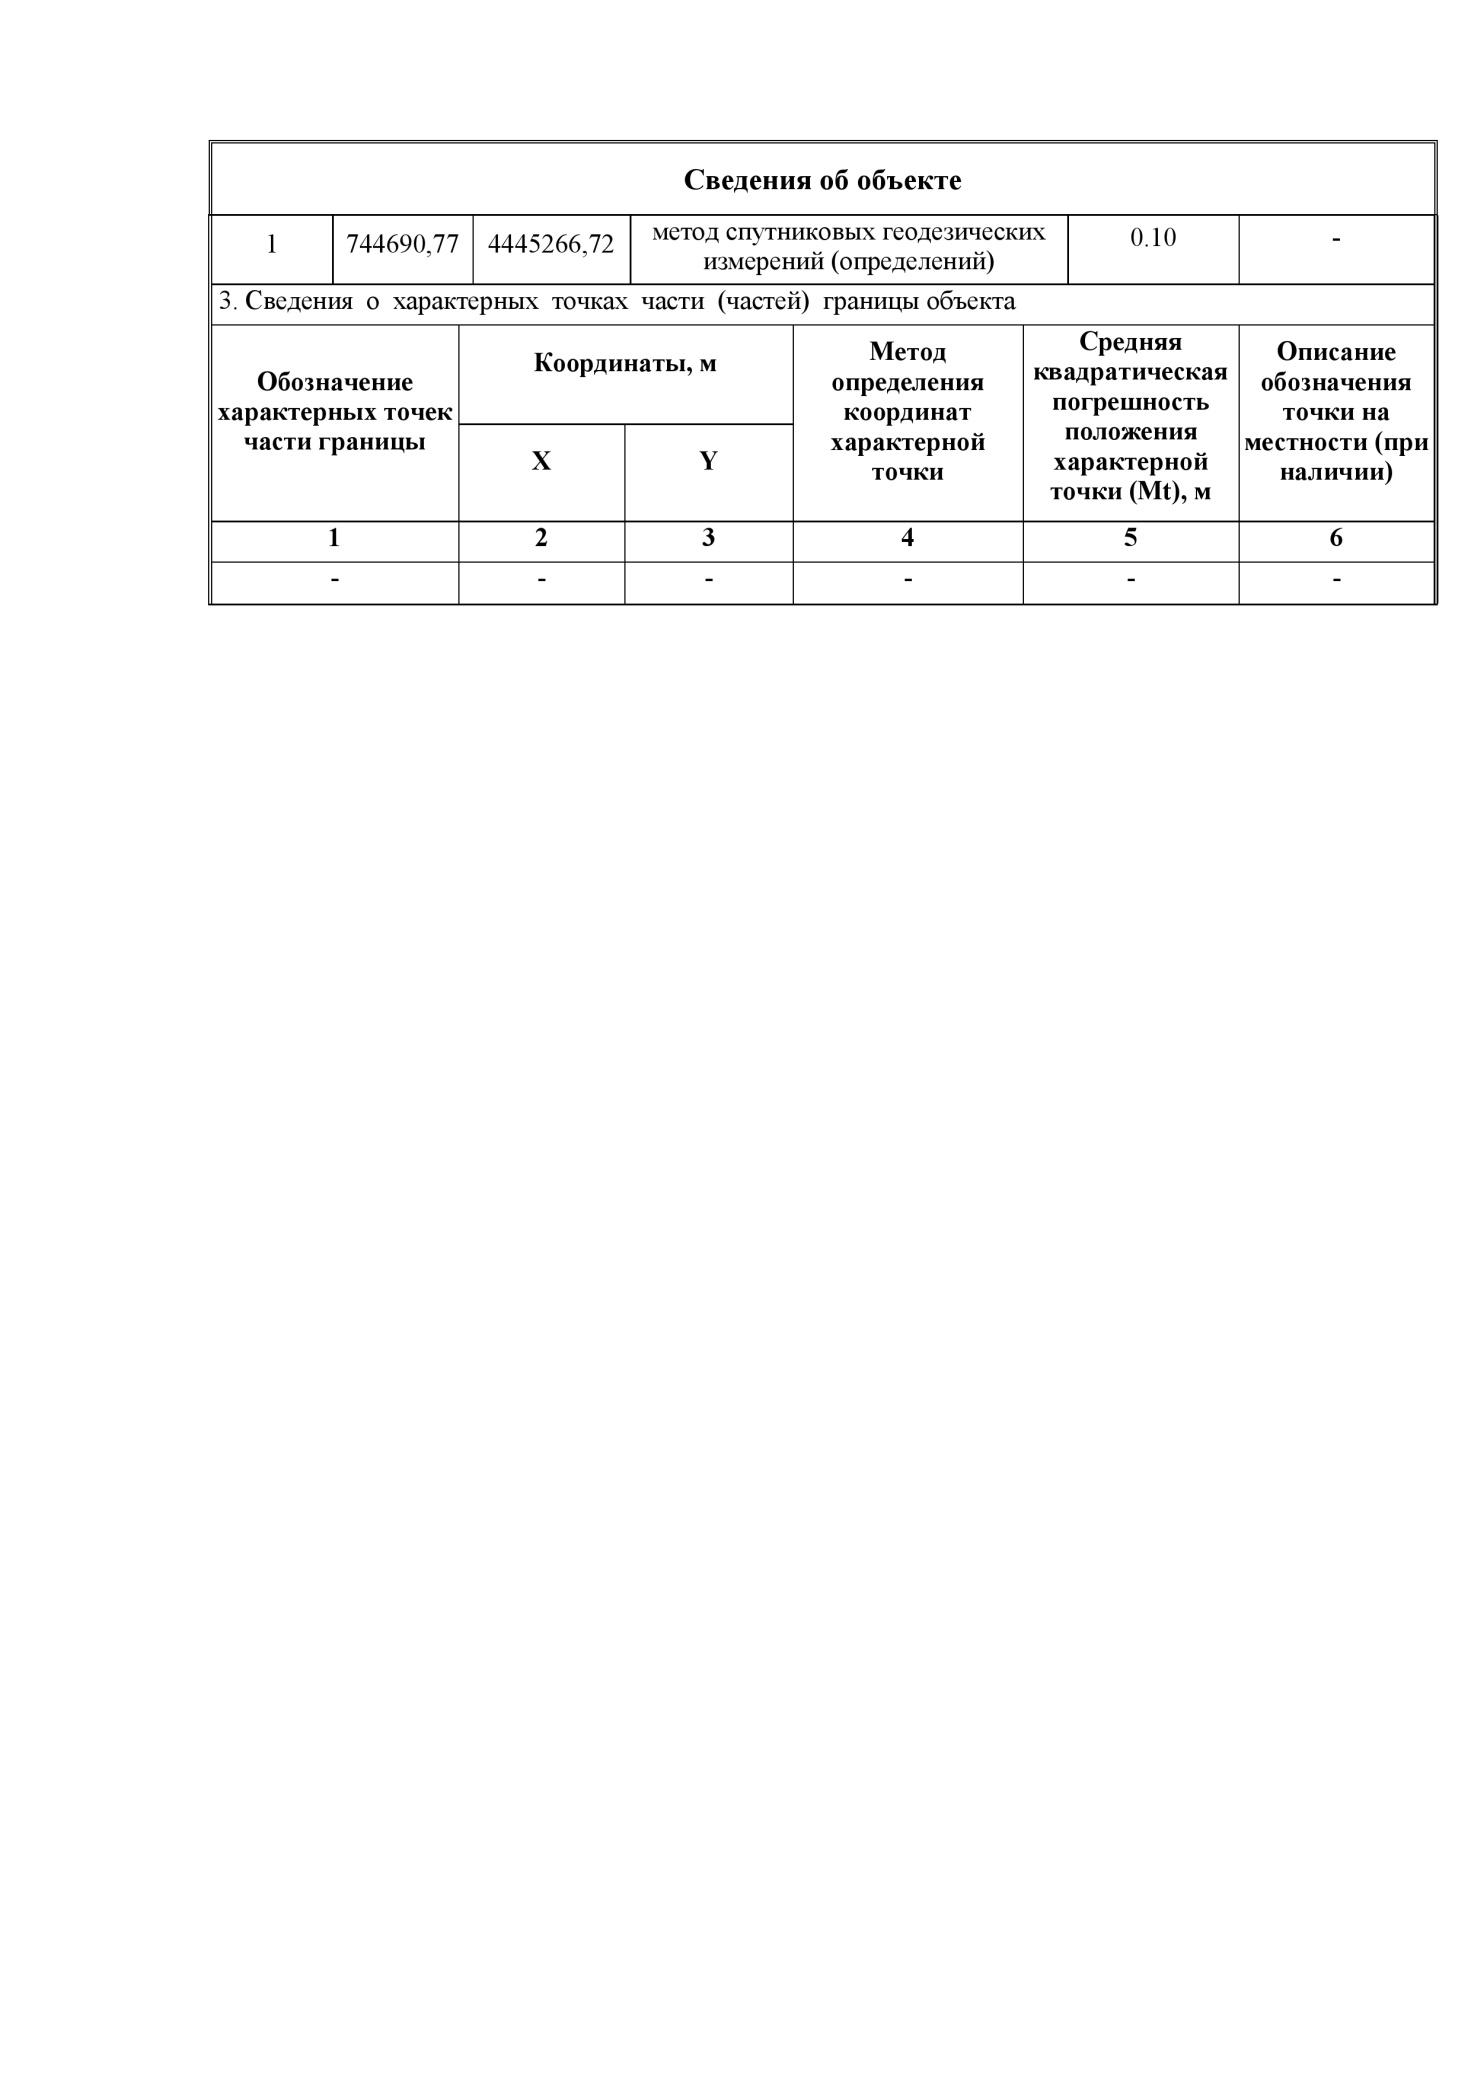 Сведения об объекте
1 744690,77 4445266,72 метод спутниковых геодезических измерений (определений) 0.10 -
3. Сведения о характерных точках части (частей) границы объекта
Обозначение
характерных точек
части границы
Координаты, м
X Y
Метод
определения
координат
характерной
точки
Средняя
квадратическая
погрешность
положения
характерной
точки (Mt), м
Описание
обозначения
точки на
местности (при
наличии)
1 2 3 4 5 6
- - - - - -